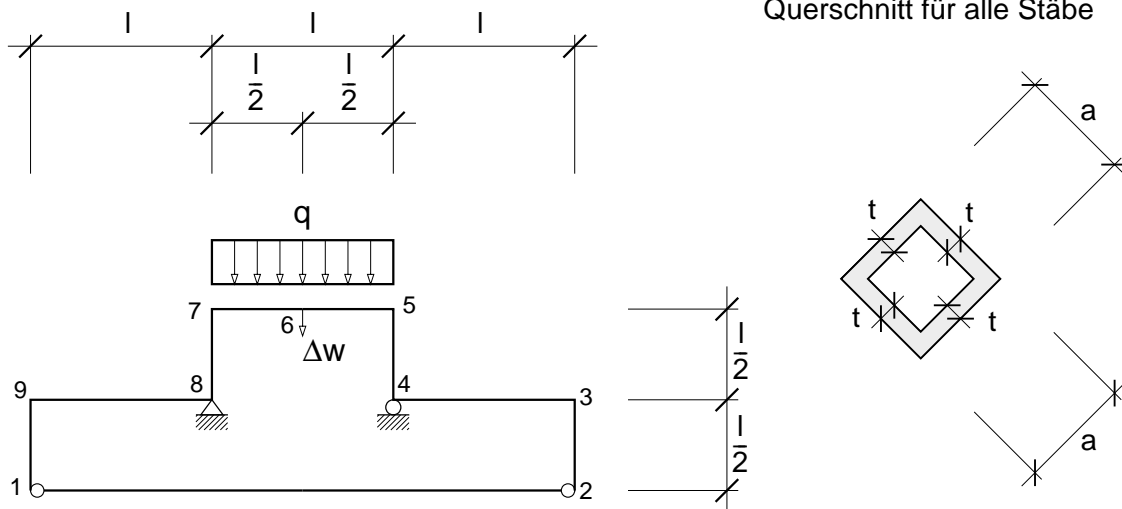 Querschnitt für alle Stäbe
l l l
l l
2 2
a
q
t t
7 5
6
Δw
l
2
t t
9 8 4 3
l
2
a
1 2